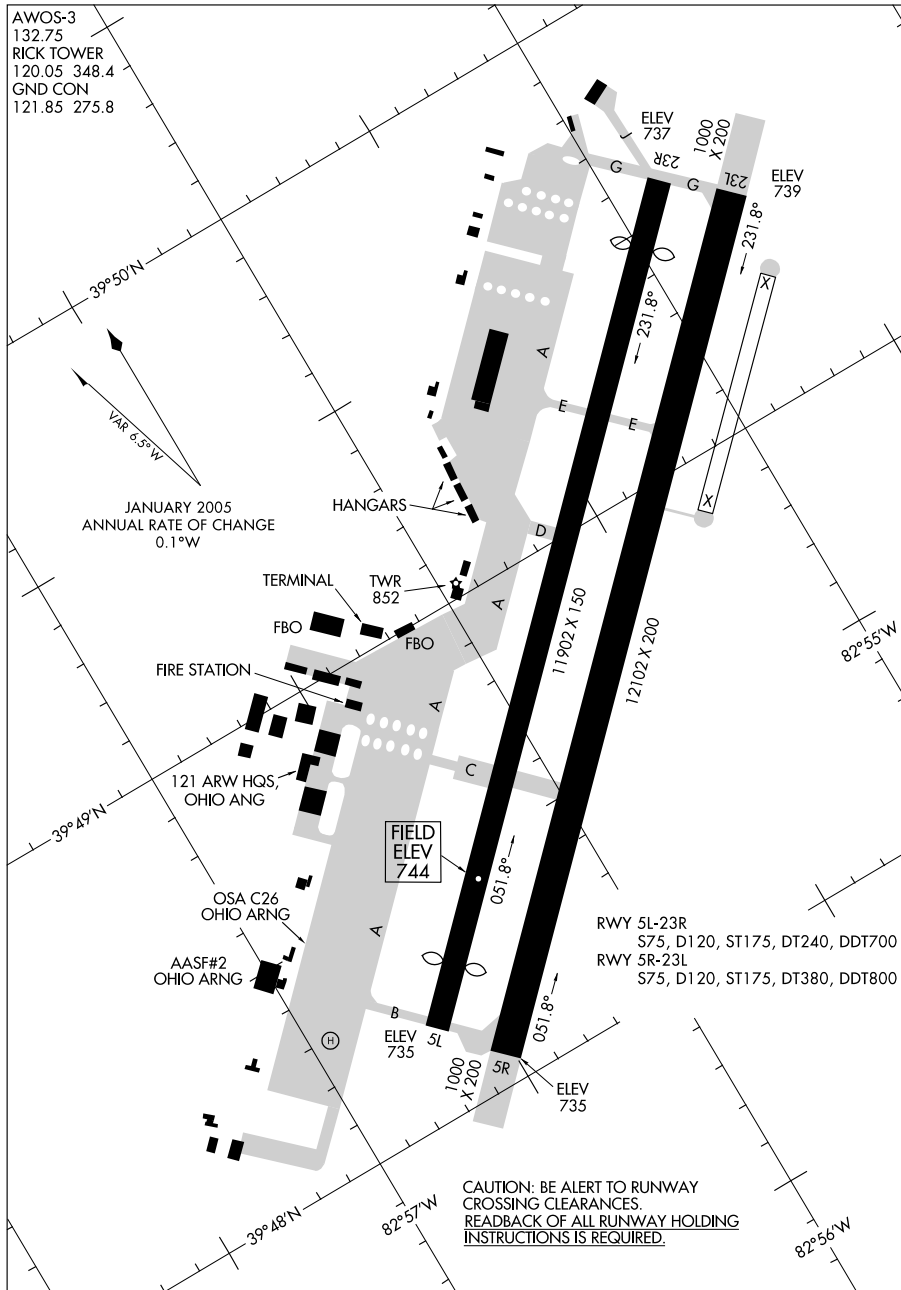 AWOS-3
132.75
RICK TOWER
120.05 348.4
GND CON
121.85 275.8
ELEV
737
J
1000
X 200
23R
G
G
23L
ELEV
739
231.8°
39°50'N
231.8°
X
A
VAR 6.5° W
E
E
JANUARY 2005
ANNUAL RATE OF CHANGE
0.1°W
HANGARS
X
D
TERMINAL
TWR
852
A
11902 X 150
FBO
FBO
12102 X 200
82°55'W
FIRE STATION
A
121 ARW HQS,
OHIO ANG
C
39°49'N
FIELD
ELEV
744
051.8°
OSA C26
OHIO ARNG
A
RWY 5L-23R
S75, D120, ST175, DT240, DDT700
RWY 5R-23L
S75, D120, ST175, DT380, DDT800
AASF#2
OHIO ARNG
051.8°
B
H
ELEV
735
5L
1000
X 200
5R
ELEV
735
CAUTION: BE ALERT TO RUNWAY
CROSSING CLEARANCES.
READBACK OF ALL RUNWAY HOLDING
INSTRUCTIONS IS REQUIRED.
39°48'N
82°57'W
82°56'W